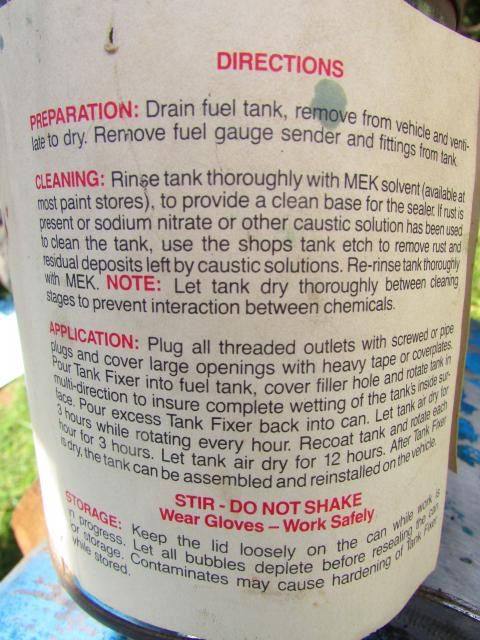 DIRECTIONS
PREPARATION: Drain fuel tank, remove from vehicle and venti-
late to dry. Remove fuel gauge sender and fittings from tank.
CLEANING: Rinse tank thoroughly with MEK solvent (available at
most paint stores), to provide a clean base for the sealer. If rust is
present or sodium nitrate or other caustic solution has been used
to clean the tank, use the shops tank etch to remove rust and
residual deposits left by caustic solutions. Re-rinse tank thoroughly
with MEK. NOTE: Let tank dry thoroughly between cleaning
stages to prevent interaction between chemicals.
APPLICATION: Plug all threaded outlets with screwed or pipe
plugs and cover large openings with heavy tape or coverplates.
Pour Tank Fixer into fuel tank, cover filler hole and rotate tank in
multi-direction to insure complete wetting of the tank's inside sur-
face. Pour excess Tank Fixer back into can. Let tank air dry for
3 hours while rotating every hour. Recoat tank and rotate each
hour for 3 hours. Let tank air dry for 12 hours. After Tank Fixer
is dry, the tank can be assembled and reinstalled on the vehicle.
STIR - DO NOT SHAKE
Wear Gloves – Work Safely
STORAGE: Keep the lid loosely on the can while work is
n progress. Let all bubbles deplete before resealing the can
or storage. Contaminates may cause hardening of Tank Fixer
while stored.